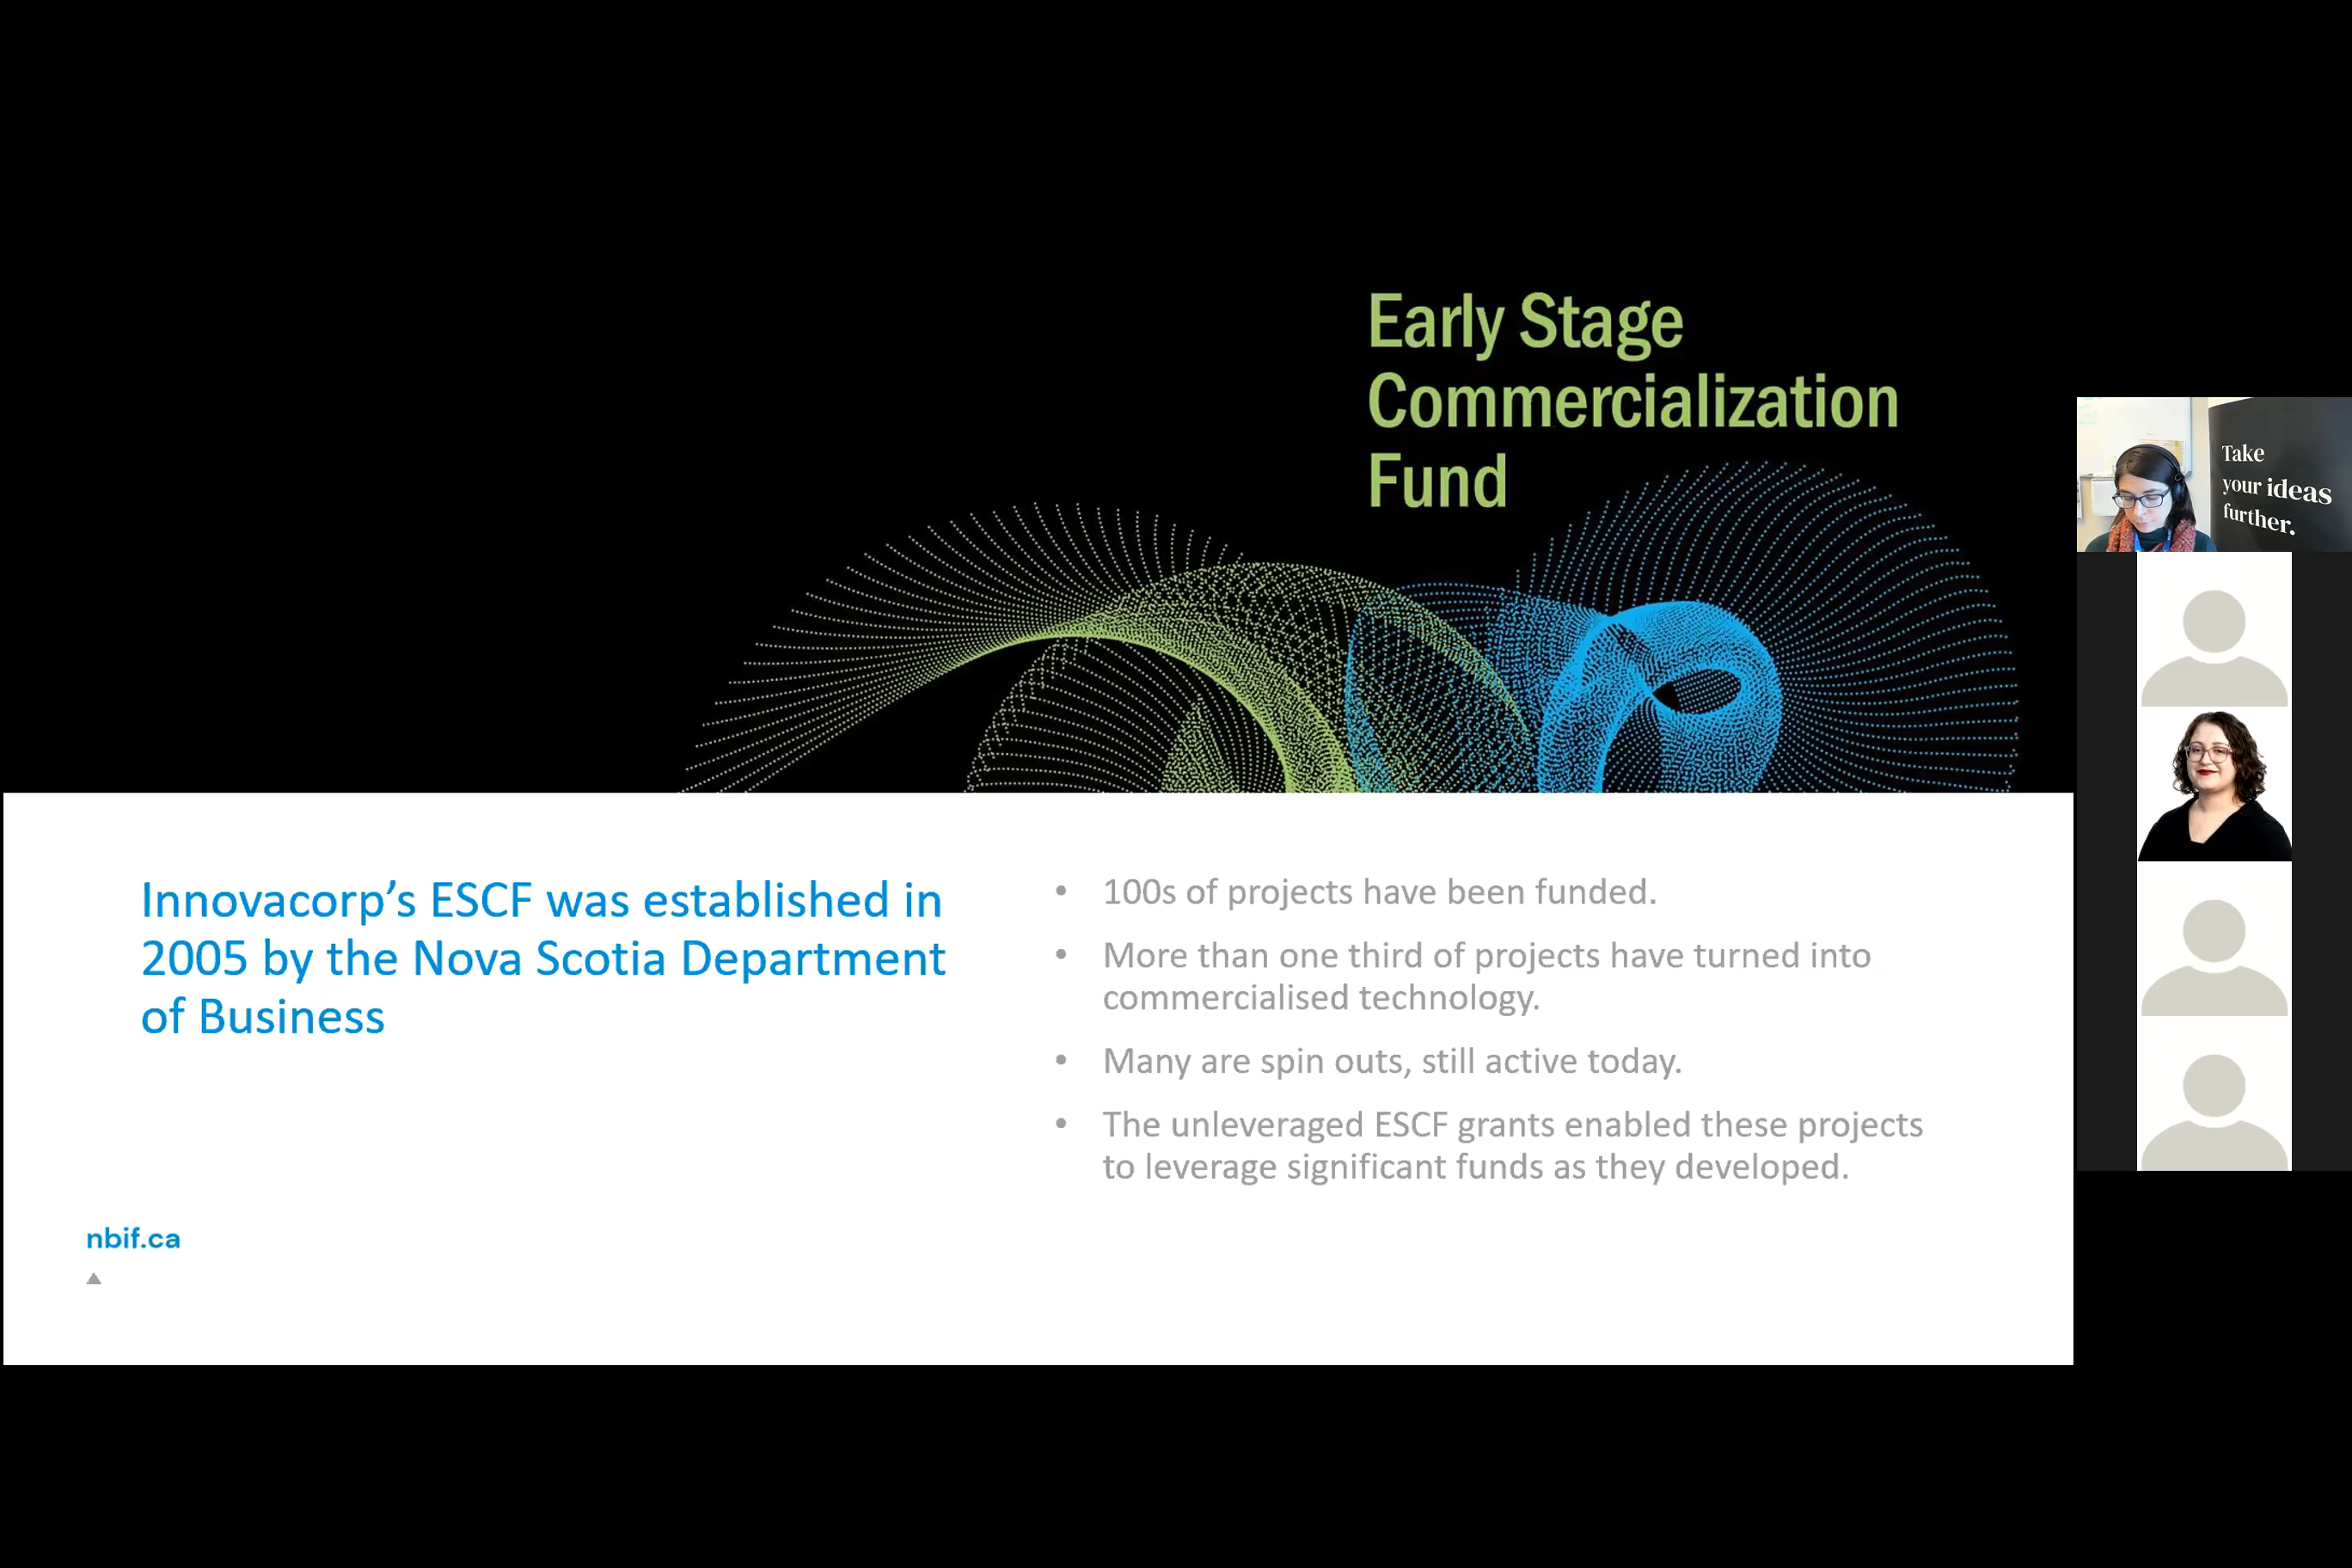 Early Stage
Commercialization
Fund
Take
your ideas
further.
Innovacorp’s ESCF was established in
2005 by the Nova Scotia Department
of Business
• 100s of projects have been funded.
• More than one third of projects have turned into
commercialised technology.
• Many are spin outs, still active today.
• The unleveraged ESCF grants enabled these projects
to leverage significant funds as they developed.
nbif.ca